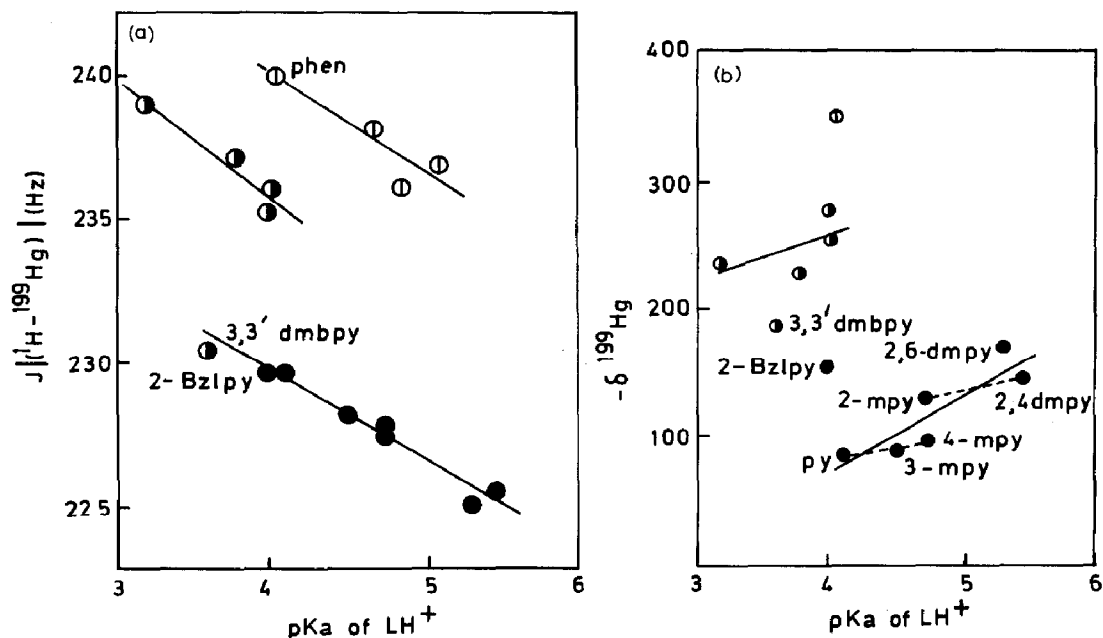 (a)
phen
240
235
230
225
3,3' dmbpy
2-Bzlpy
J|(¹H-¹⁹⁹Hg)|(Hz)
3 4 5 6
pKa of LH⁺
(b)
400
300
200
100
3,3' dmbpy
2,6-dmpy
2-Bzlpy
2-mpy
2,4dmpy
4-mpy
py
3-mpy
-δ ¹⁹⁹Hg
3 4 5 6
pKa of LH⁺